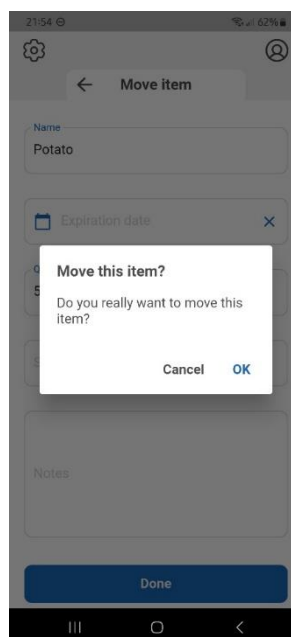 21:54
62%
Move item
Name
Potato
Expiration date
Move this item?
Do you really want to move this
item?
5
Cancel
OK
Notes
Done